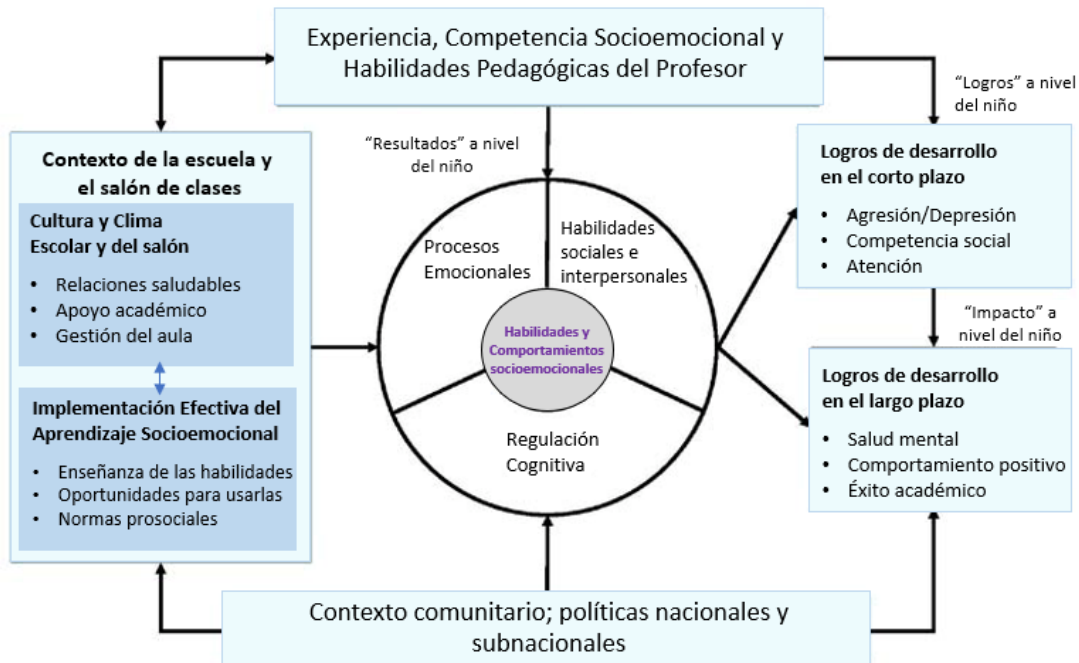 Experiencia, Competencia Socioemocional y
Habilidades Pedagógicas del Profesor
“Logros” a nivel
del niño
“Resultados” a nivel
del niño
Contexto de la escuela y
el salón de clases
Cultura y Clima
Escolar y del salón
• Relaciones saludables
• Apoyo académico
• Gestión del aula
Implementación Efectiva del
Aprendizaje Socioemocional
• Enseñanza de las habilidades
• Oportunidades para usarlas
• Normas prosociales
Procesos
Emocionales
Habilidades
sociales e
interpersonales
Habilidades y
Comportamientos
socioemocionales
Regulación
Cognitiva
Logros de desarrollo
en el corto plazo
• Agresión/Depresión
• Competencia social
• Atención
“Impacto” a
nivel del niño
Logros de desarrollo
en el largo plazo
• Salud mental
• Comportamiento positivo
• Éxito académico
Contexto comunitario; políticas nacionales y
subnacionales